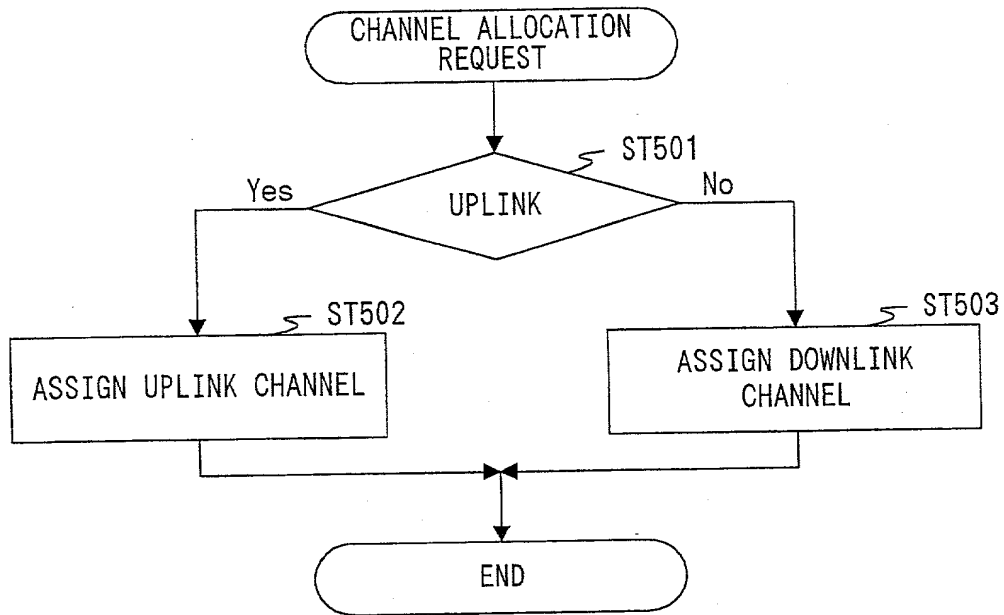 CHANNEL ALLOCATION
REQUEST
ST501
Yes
UPLINK
No
ST502
ST503
ASSIGN UPLINK CHANNEL
ASSIGN DOWNLINK
CHANNEL
END